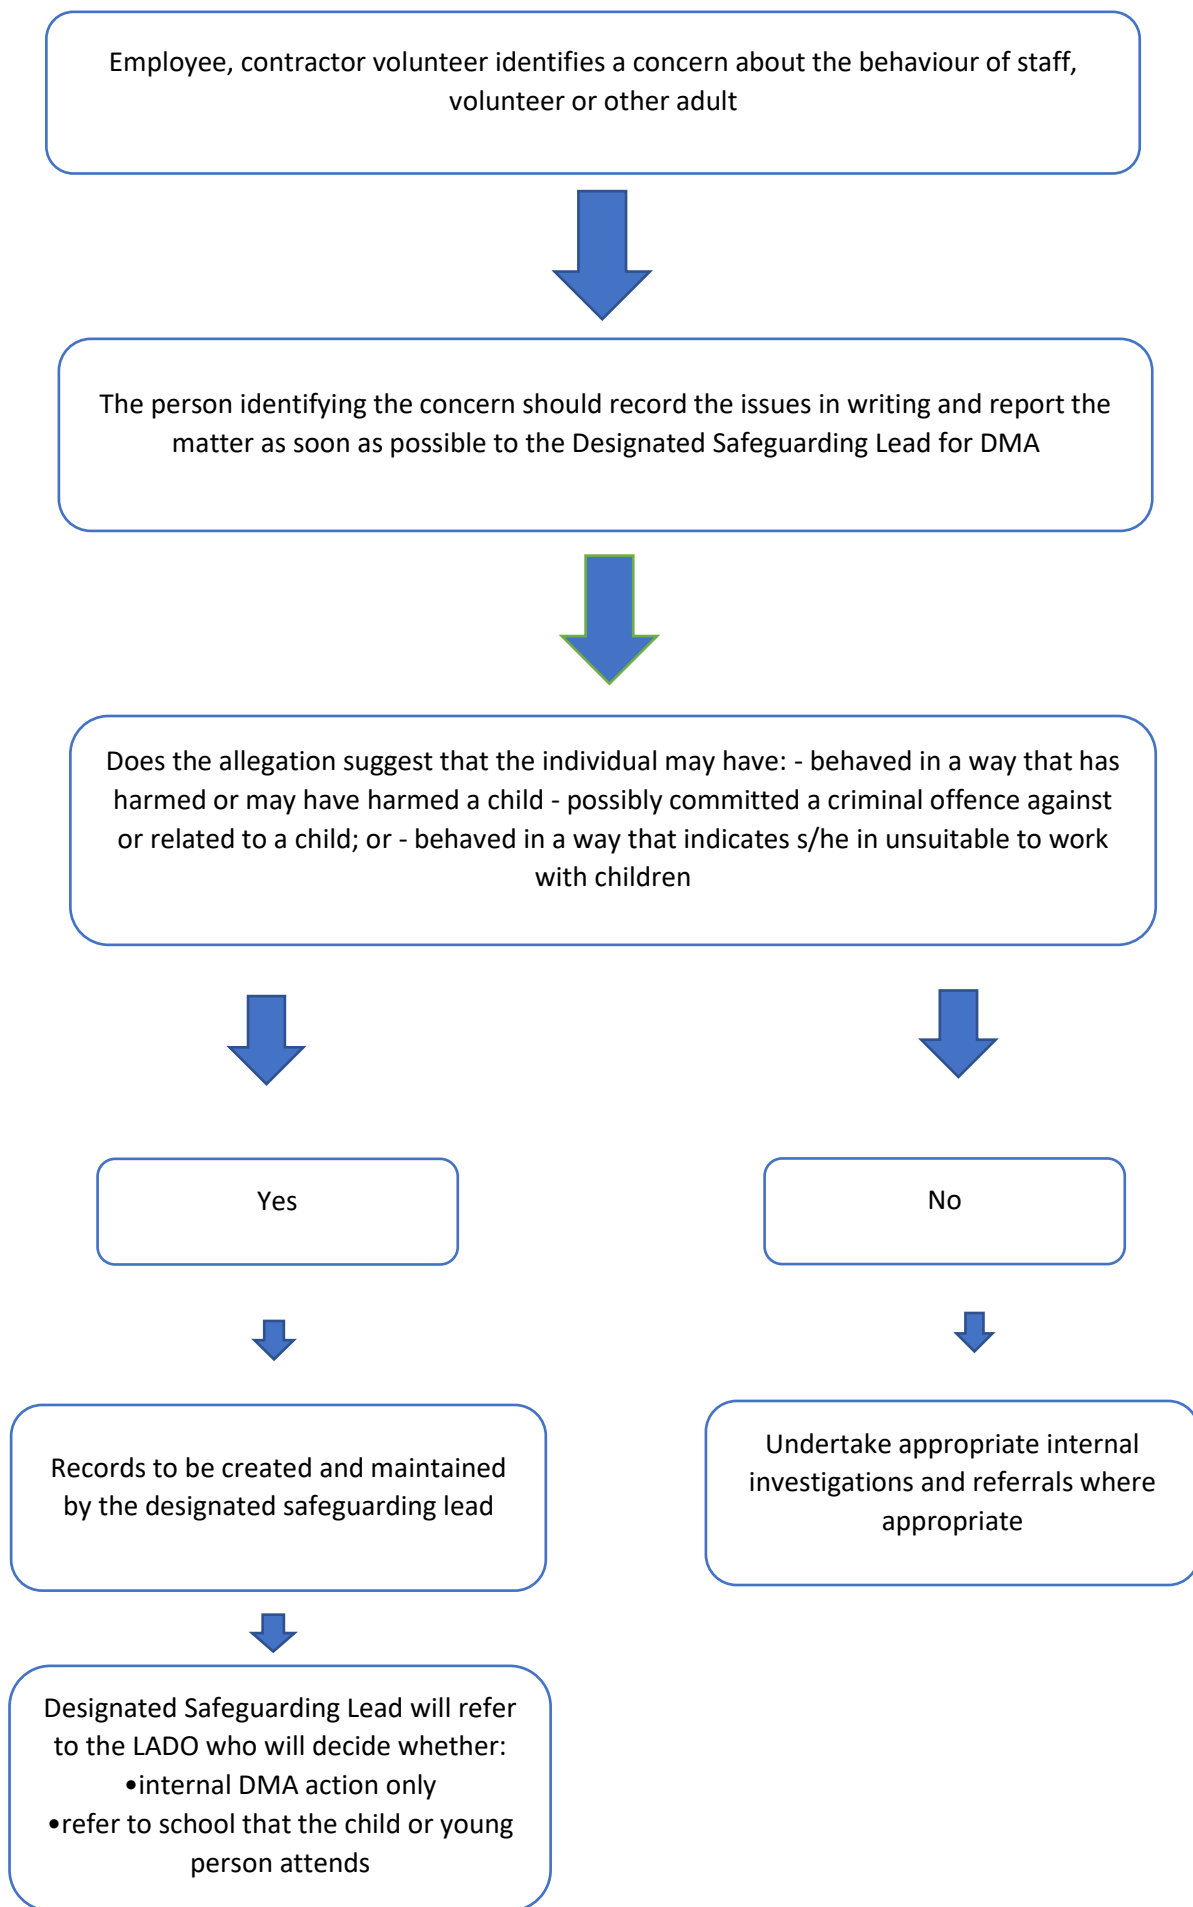 Employee, contractor volunteer identifies a concern about the behaviour of staff,
volunteer or other adult
The person identifying the concern should record the issues in writing and report the
matter as soon as possible to the Designated Safeguarding Lead for DMA
Does the allegation suggest that the individual may have: - behaved in a way that has
harmed or may have harmed a child - possibly committed a criminal offence against
or related to a child; or - behaved in a way that indicates s/he in unsuitable to work
with children
Yes
No
Records to be created and maintained
by the designated safeguarding lead
Undertake appropriate internal
investigations and referrals where
appropriate
Designated Safeguarding Lead will refer
to the LADO who will decide whether:
•internal DMA action only
•refer to school that the child or young
person attends